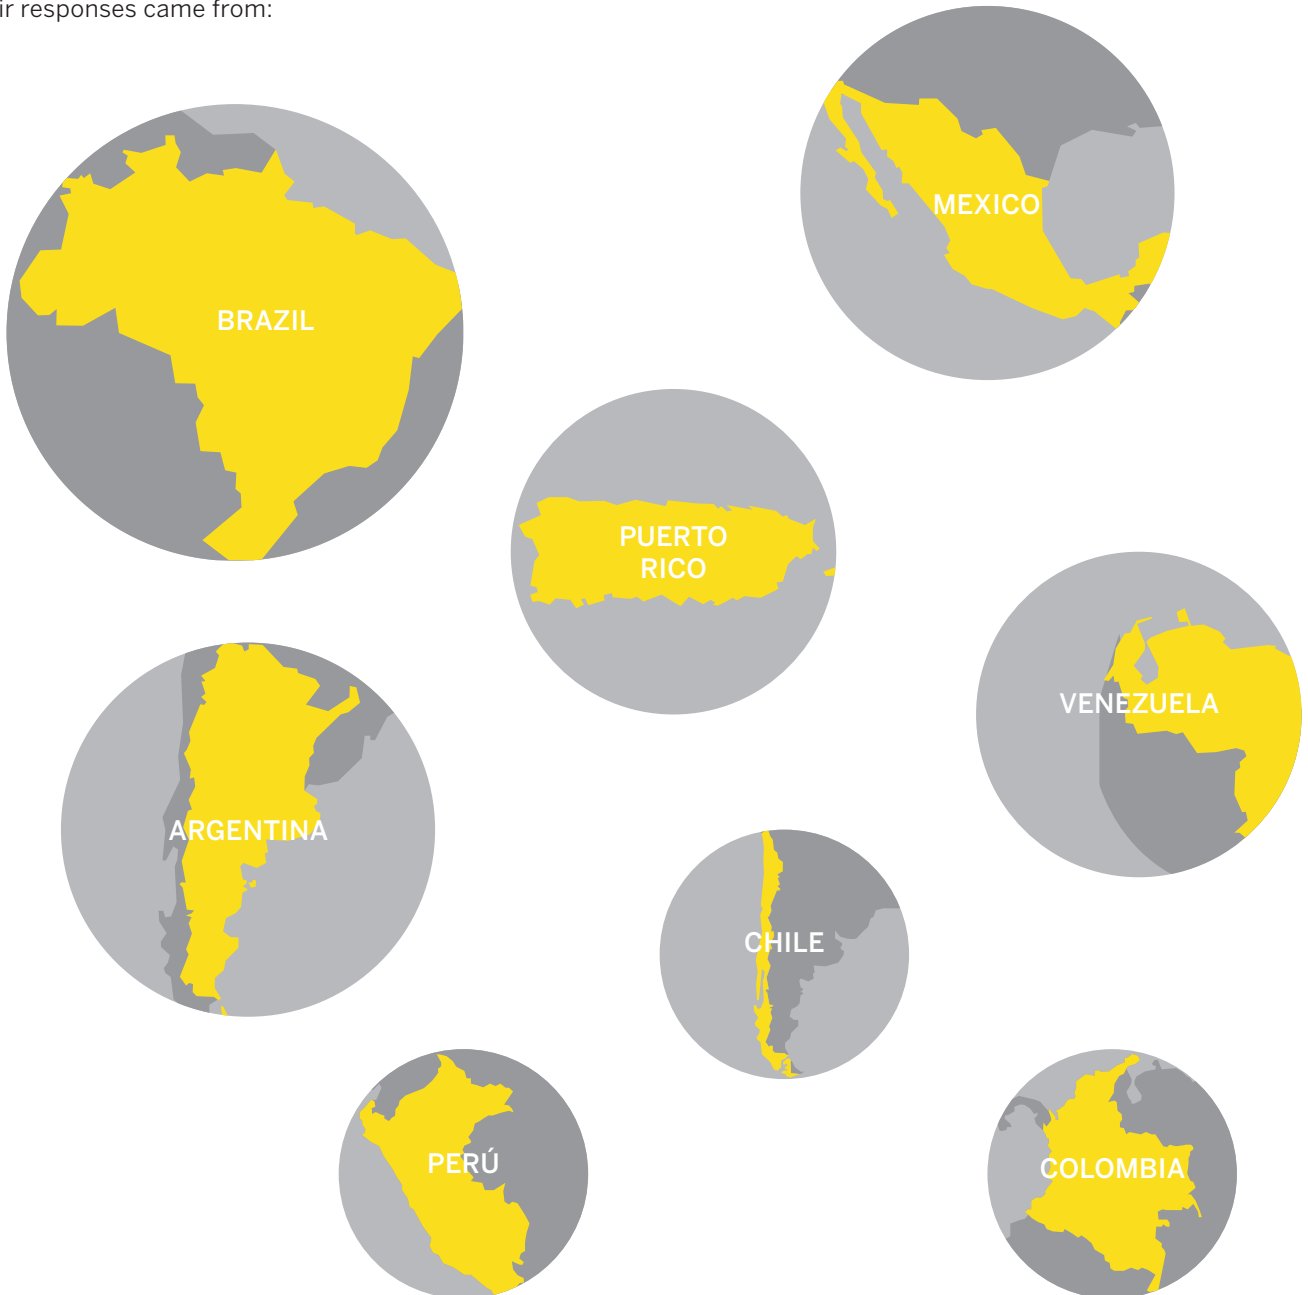 ir responses came from:
MEXICO
BRAZIL
PUERTO
RICO
VENEZUELA
ARGENTINA
CHILE
PERÚ
COLOMBIA